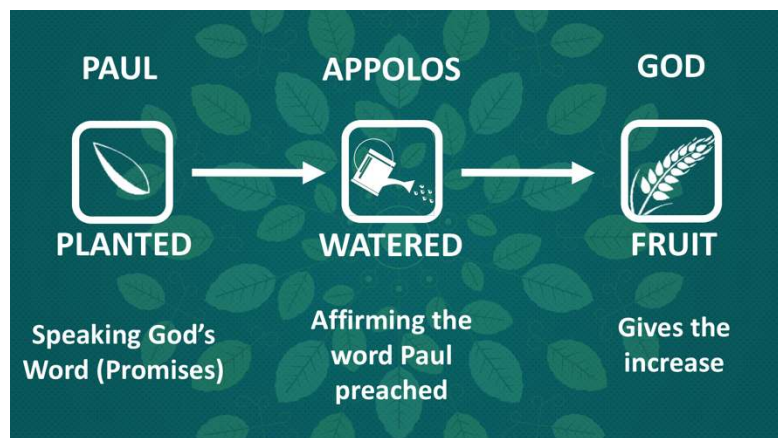 PAUL
APPOLOS
GOD
PLANTED
WATERED
FRUIT
Speaking God's
Word (Promises)
Affirming the
word Paul
preached
Gives the
increase